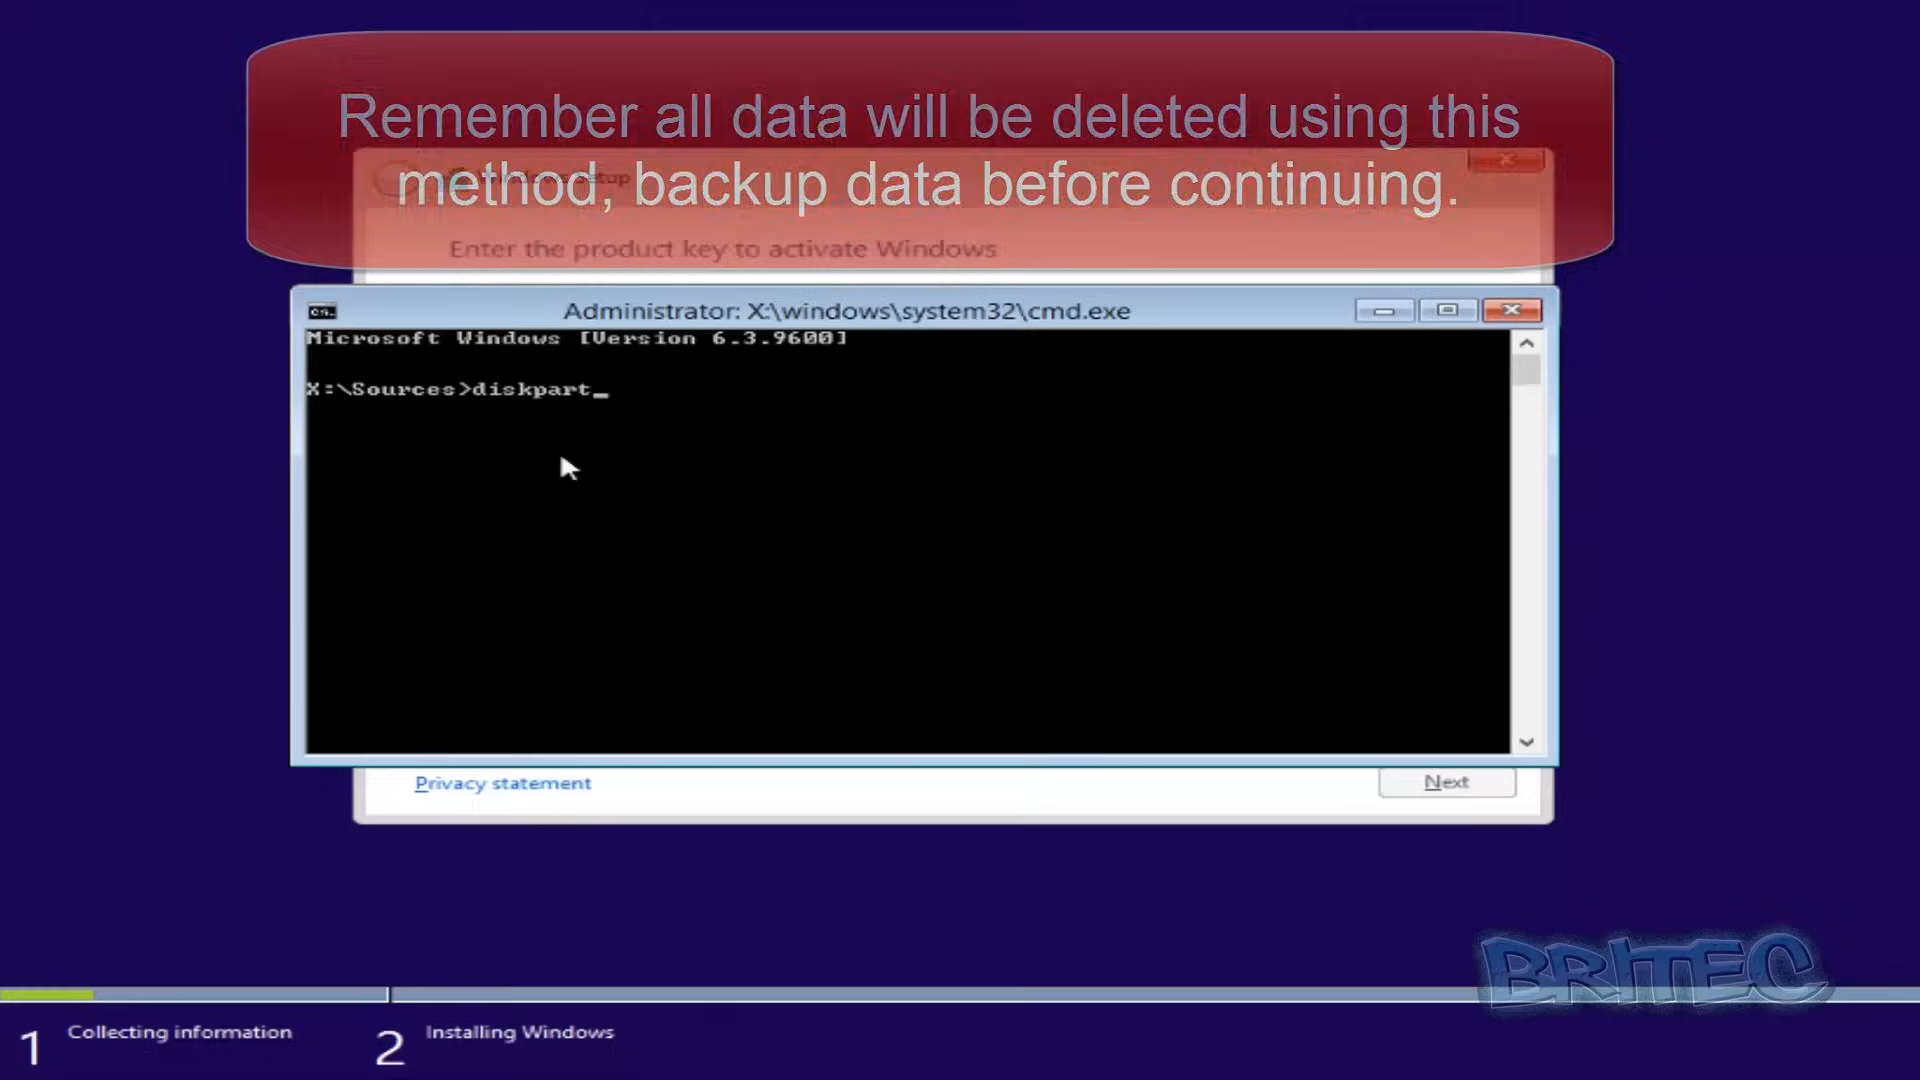 Remember all data will be deleted using this
method, backup data before continuing.
Windows Setup
Enter the product key to activate Windows
Administrator: X:\windows\system32\cmd.exe
Microsoft Windows [Version 6.3.9600]
X:\Sources>diskpart_
Privacy statement
Next
BRITEC
1 Collecting information
2 Installing Windows